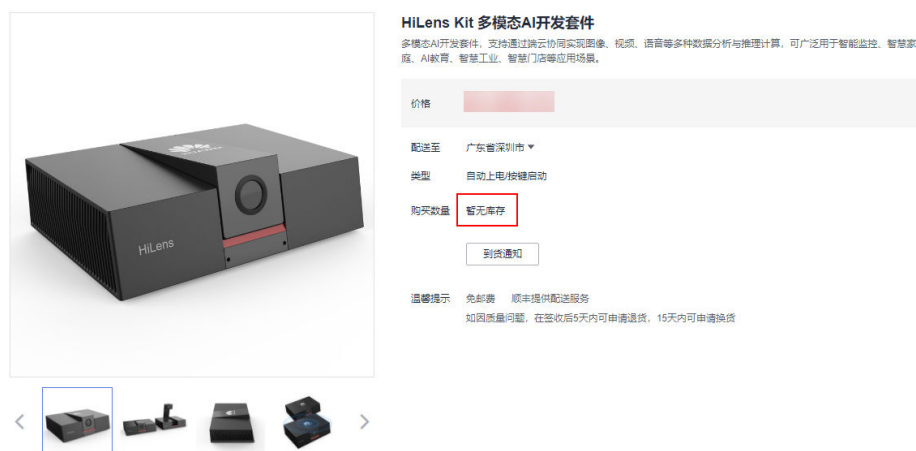 HiLens Kit 多模态AI开发套件
多模态AI开发套件，支持通过端云协同实现图像、视频、语音等多种数据分析与推理计算，可广泛用于智能监控、智慧家
庭、AI教育、智慧工业、智慧门店等应用场景。
价格
配送至 广东省深圳市
类型 自动上电/按键启动
购买数量 暂无库存
到货通知
温馨提示 免邮费 顺丰提供配送服务
如因质量问题，在签收后5天内可申请退货，15天内可申请换货
HiLens